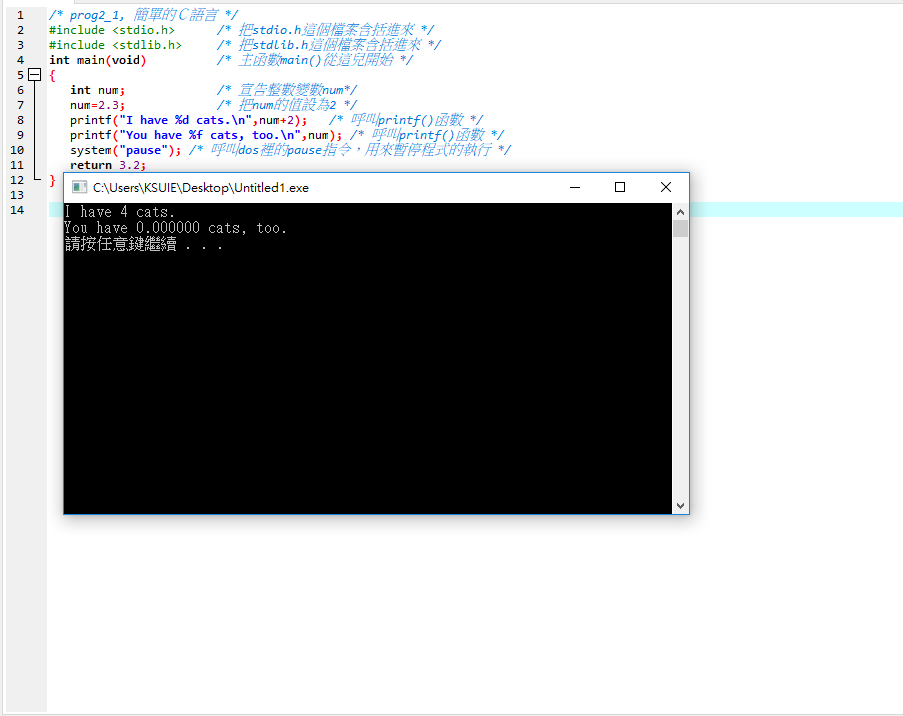 1 /* prog2_1, 簡單的Ｃ語言 */
2 #include <stdio.h> /* 把stdio.h這個檔案含括進來 */
3 #include <stdlib.h> /* 把stdlib.h這個檔案含括進來 */
4 int main(void) /* 主函數main()從這兒開始 */
5 {
6 int num; /* 宣告整數變數num*/
7 num=2.3; /* 把num的值設為2 */
8 printf("I have %d cats.\n",num+2); /* 呼叫printf()函數 */
9 printf("You have %f cats, too.\n",num); /* 呼叫printf()函數 */
10 system("pause"); /* 呼叫dos裡的pause指令，用來暫停程式的執行 */
11 return 3.2;
12 }
13
14
C:\Users\KSUIE\Desktop\Untitled1.exe
I have 4 cats.
You have 0.000000 cats, too.
請按任意鍵繼續 . . .